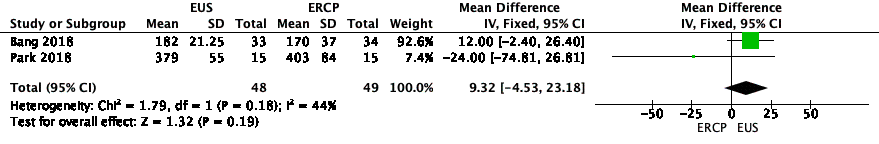 EUS ERCP Mean Difference Mean Difference
Study or Subgroup Mean SD Total Mean SD Total Weight IV, Fixed, 95% CI IV, Fixed, 95% CI
Bang 2018 182 21.25 33 170 37 34 92.6% 12.00 [-2.40, 26.40]
Park 2018 379 55 15 403 84 15 7.4% -24.00 [-74.81, 26.81]
Total (95% CI) 48 49 100.0% 9.32 [-4.53, 23.18]
Heterogeneity: Chi² = 1.79, df = 1 (P = 0.18); I² = 44%
Test for overall effect: Z = 1.32 (P = 0.19)
-50 -25 0 25 50
ERCP EUS